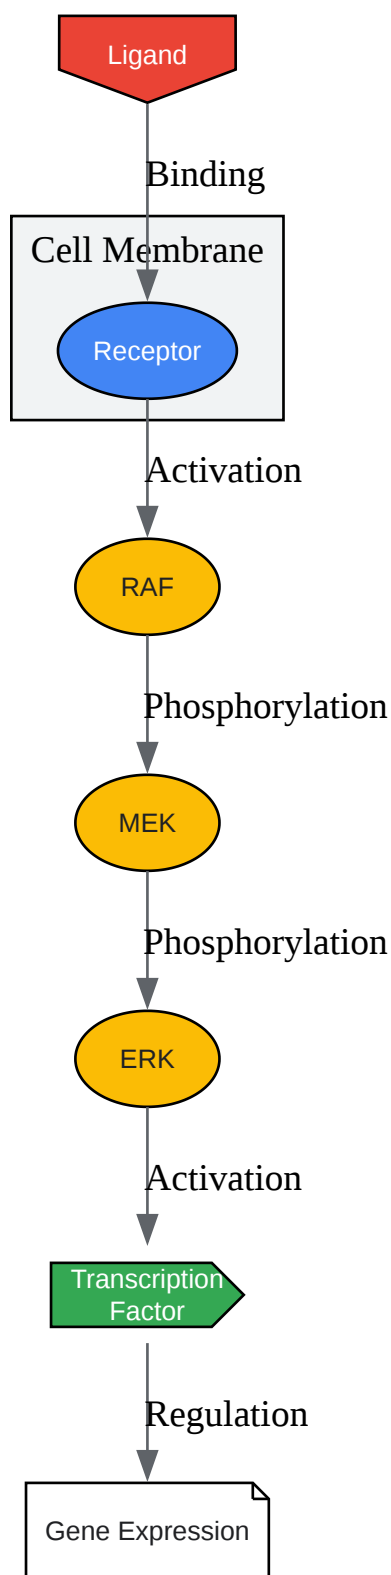 Ligand
Binding
Cell Membrane
Receptor
Activation
RAF
Phosphorylation
MEK
Phosphorylation
ERK
Activation
Transcription
Factor
Regulation
Gene Expression